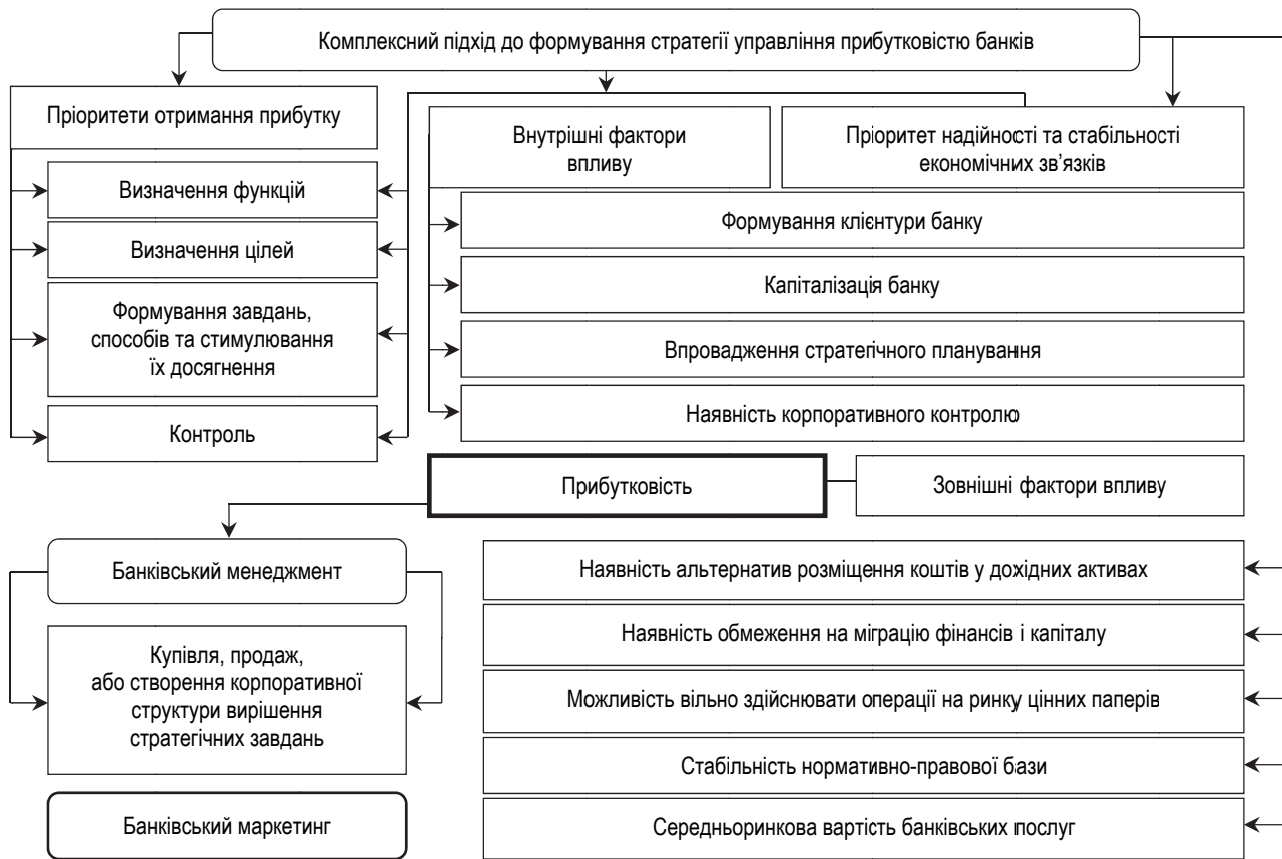 Комплексний підхід до формування стратегії управління прибутковістю банків
Пріоритети отримання прибутку
Внутрішні фактори
впливу
Пріоритет надійності та стабільності
економічних зв’язків
Визначення функцій
Визначення цілей
Формування завдань,
способів та стимулювання
їх досягнення
Контроль
Формування клієнтури банку
Капіталізація банку
Впровадження стратегічного планування
Наявність корпоративного контролю
Прибутковість
Зовнішні фактори впливу
Банківський менеджмент
Купівля, продаж,
або створення корпоративної
структури вирішення
стратегічних завдань
Банківський маркетинг
Наявність альтернатив розміщення коштів у дохідних активах
Наявність обмеження на міграцію фінансів і капіталу
Можливість вільно здійснювати операції на ринку цінних паперів
Стабільність нормативно-правової бази
Середньоринкова вартість банківських послуг